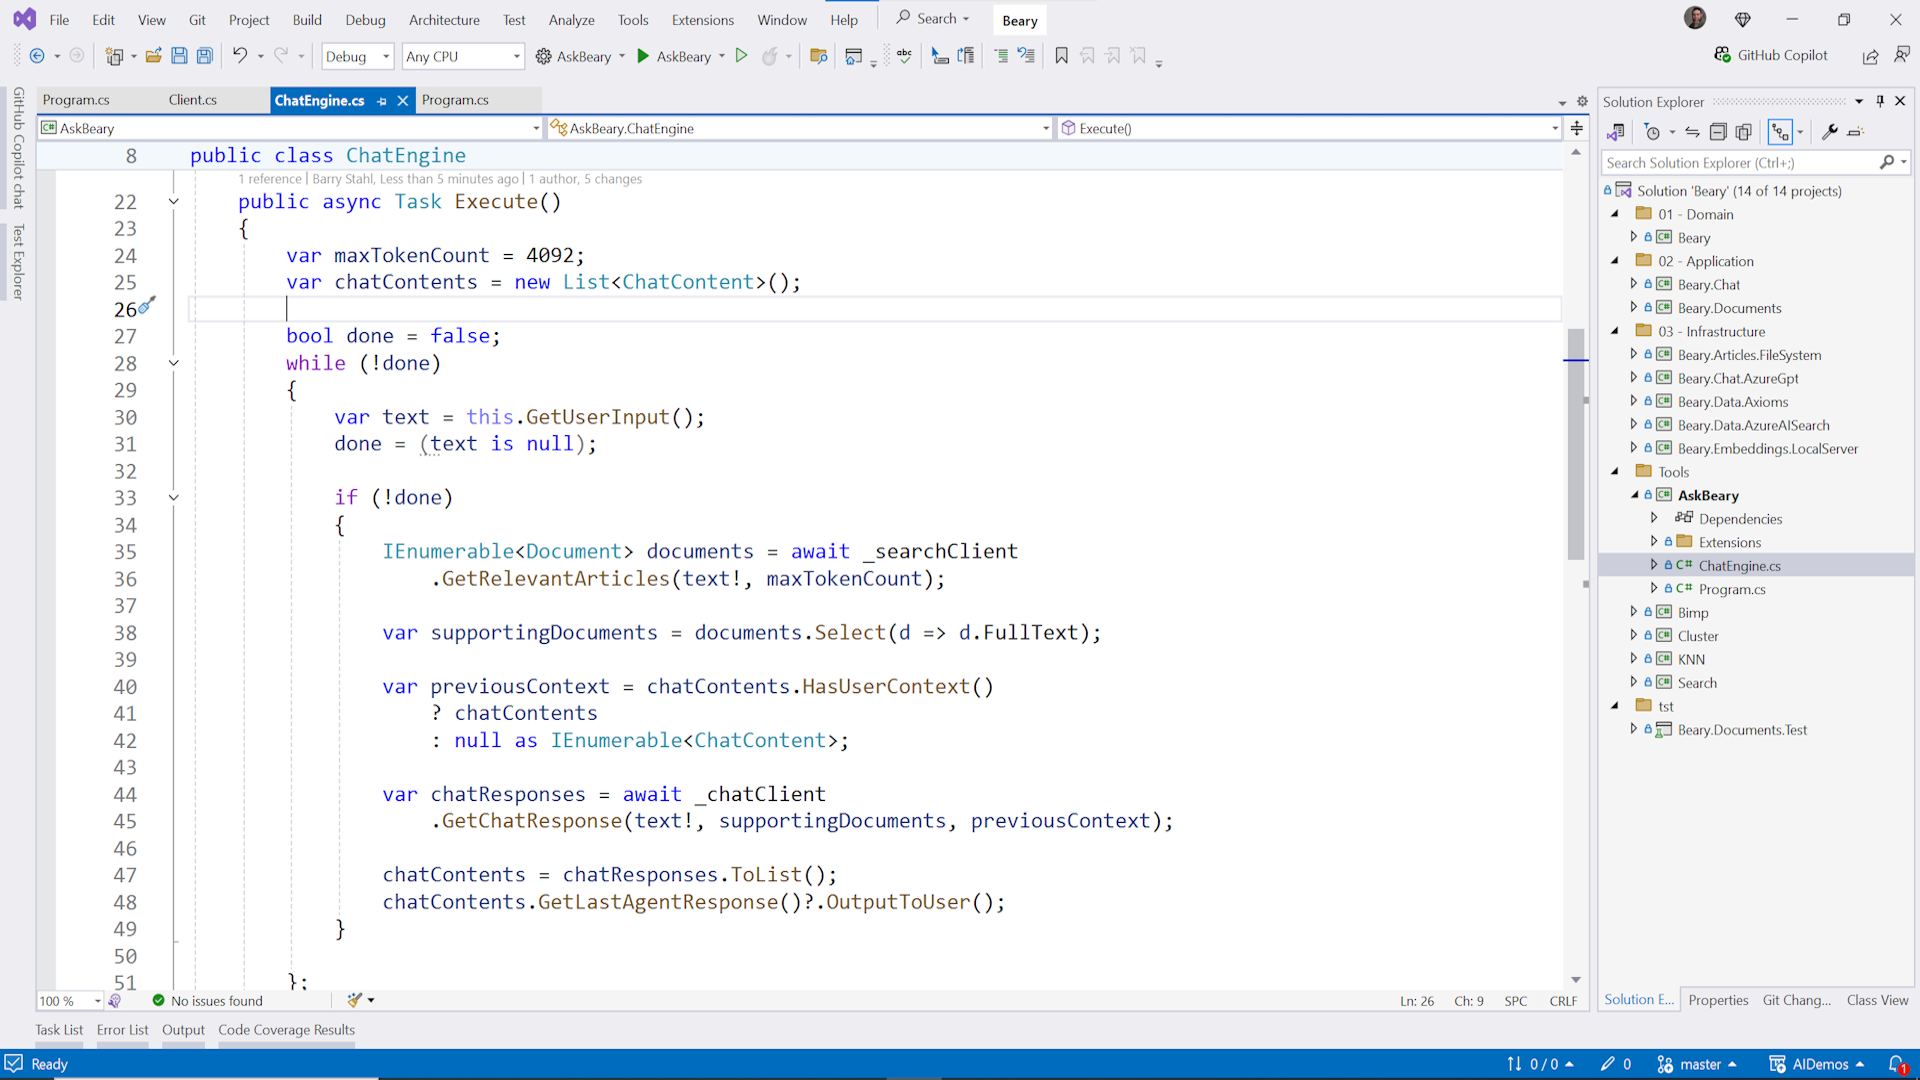 File Edit View Git Project Build Debug Architecture Test Analyze Tools Extensions Window Help Search Beary
Debug Any CPU AskBeary AskBeary GitHub Copilot
GitHub Copilot chat
Test Explorer
Program.cs Client.cs ChatEngine.cs Program.cs
AskBeary AskBeary.ChatEngine Execute()
8 public class ChatEngine
1 reference | Barry Stahl, Less than 5 minutes ago | 1 author, 5 changes
22 public async Task Execute()
23 {
24 var maxTokenCount = 4092;
25 var chatContents = new List<ChatContent>();
26
27 bool done = false;
28 while (!done)
29 {
30 var text = this.GetUserInput();
31 done = (text is null);
32
33 if (!done)
34 {
35 IEnumerable<Document> documents = await _searchClient
36 .GetRelevantArticles(text!, maxTokenCount);
37
38 var supportingDocuments = documents.Select(d => d.FullText);
39
40 var previousContext = chatContents.HasUserContext()
41 ? chatContents
42 : null as IEnumerable<ChatContent>;
43
44 var chatResponses = await _chatClient
45 .GetChatResponse(text!, supportingDocuments, previousContext);
46
47 chatContents = chatResponses.ToList();
48 chatContents.GetLastAgentResponse()?.OutputToUser();
49 }
50
51 };
100 % No issues found Ln: 26 Ch: 9 SPC CRLF
Solution Explorer
Search Solution Explorer (Ctrl+;)
Solution 'Beary' (14 of 14 projects)
01 - Domain
Beary
02 - Application
Beary.Chat
Beary.Documents
03 - Infrastructure
Beary.Articles.FileSystem
Beary.Chat.AzureGpt
Beary.Data.Axioms
Beary.Data.AzureAISearch
Beary.Embeddings.LocalServer
Tools
AskBeary
Dependencies
Extensions
C# ChatEngine.cs
C# Program.cs
Bimp
Cluster
KNN
Search
tst
Beary.Documents.Test
Solution E... Properties Git Chang... Class View
Task List Error List Output Code Coverage Results
Ready 0 / 0 0 master AIDemos 1